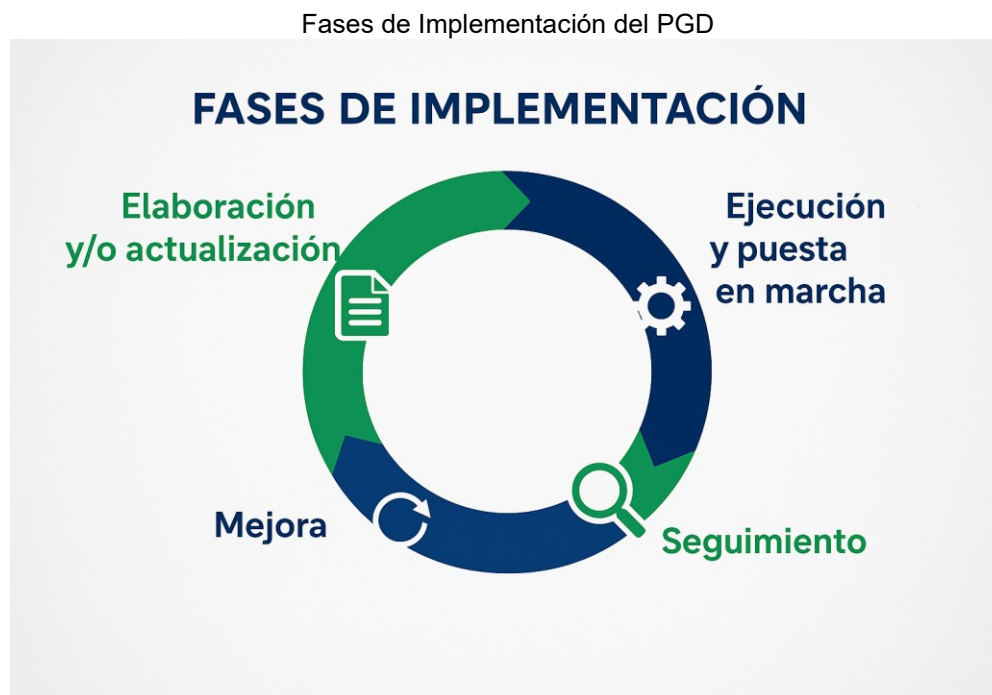 Fases de Implementación del PGD
FASES DE IMPLEMENTACIÓN
Elaboración
y/o actualización
Ejecución
y puesta
en marcha
Mejora
Seguimiento